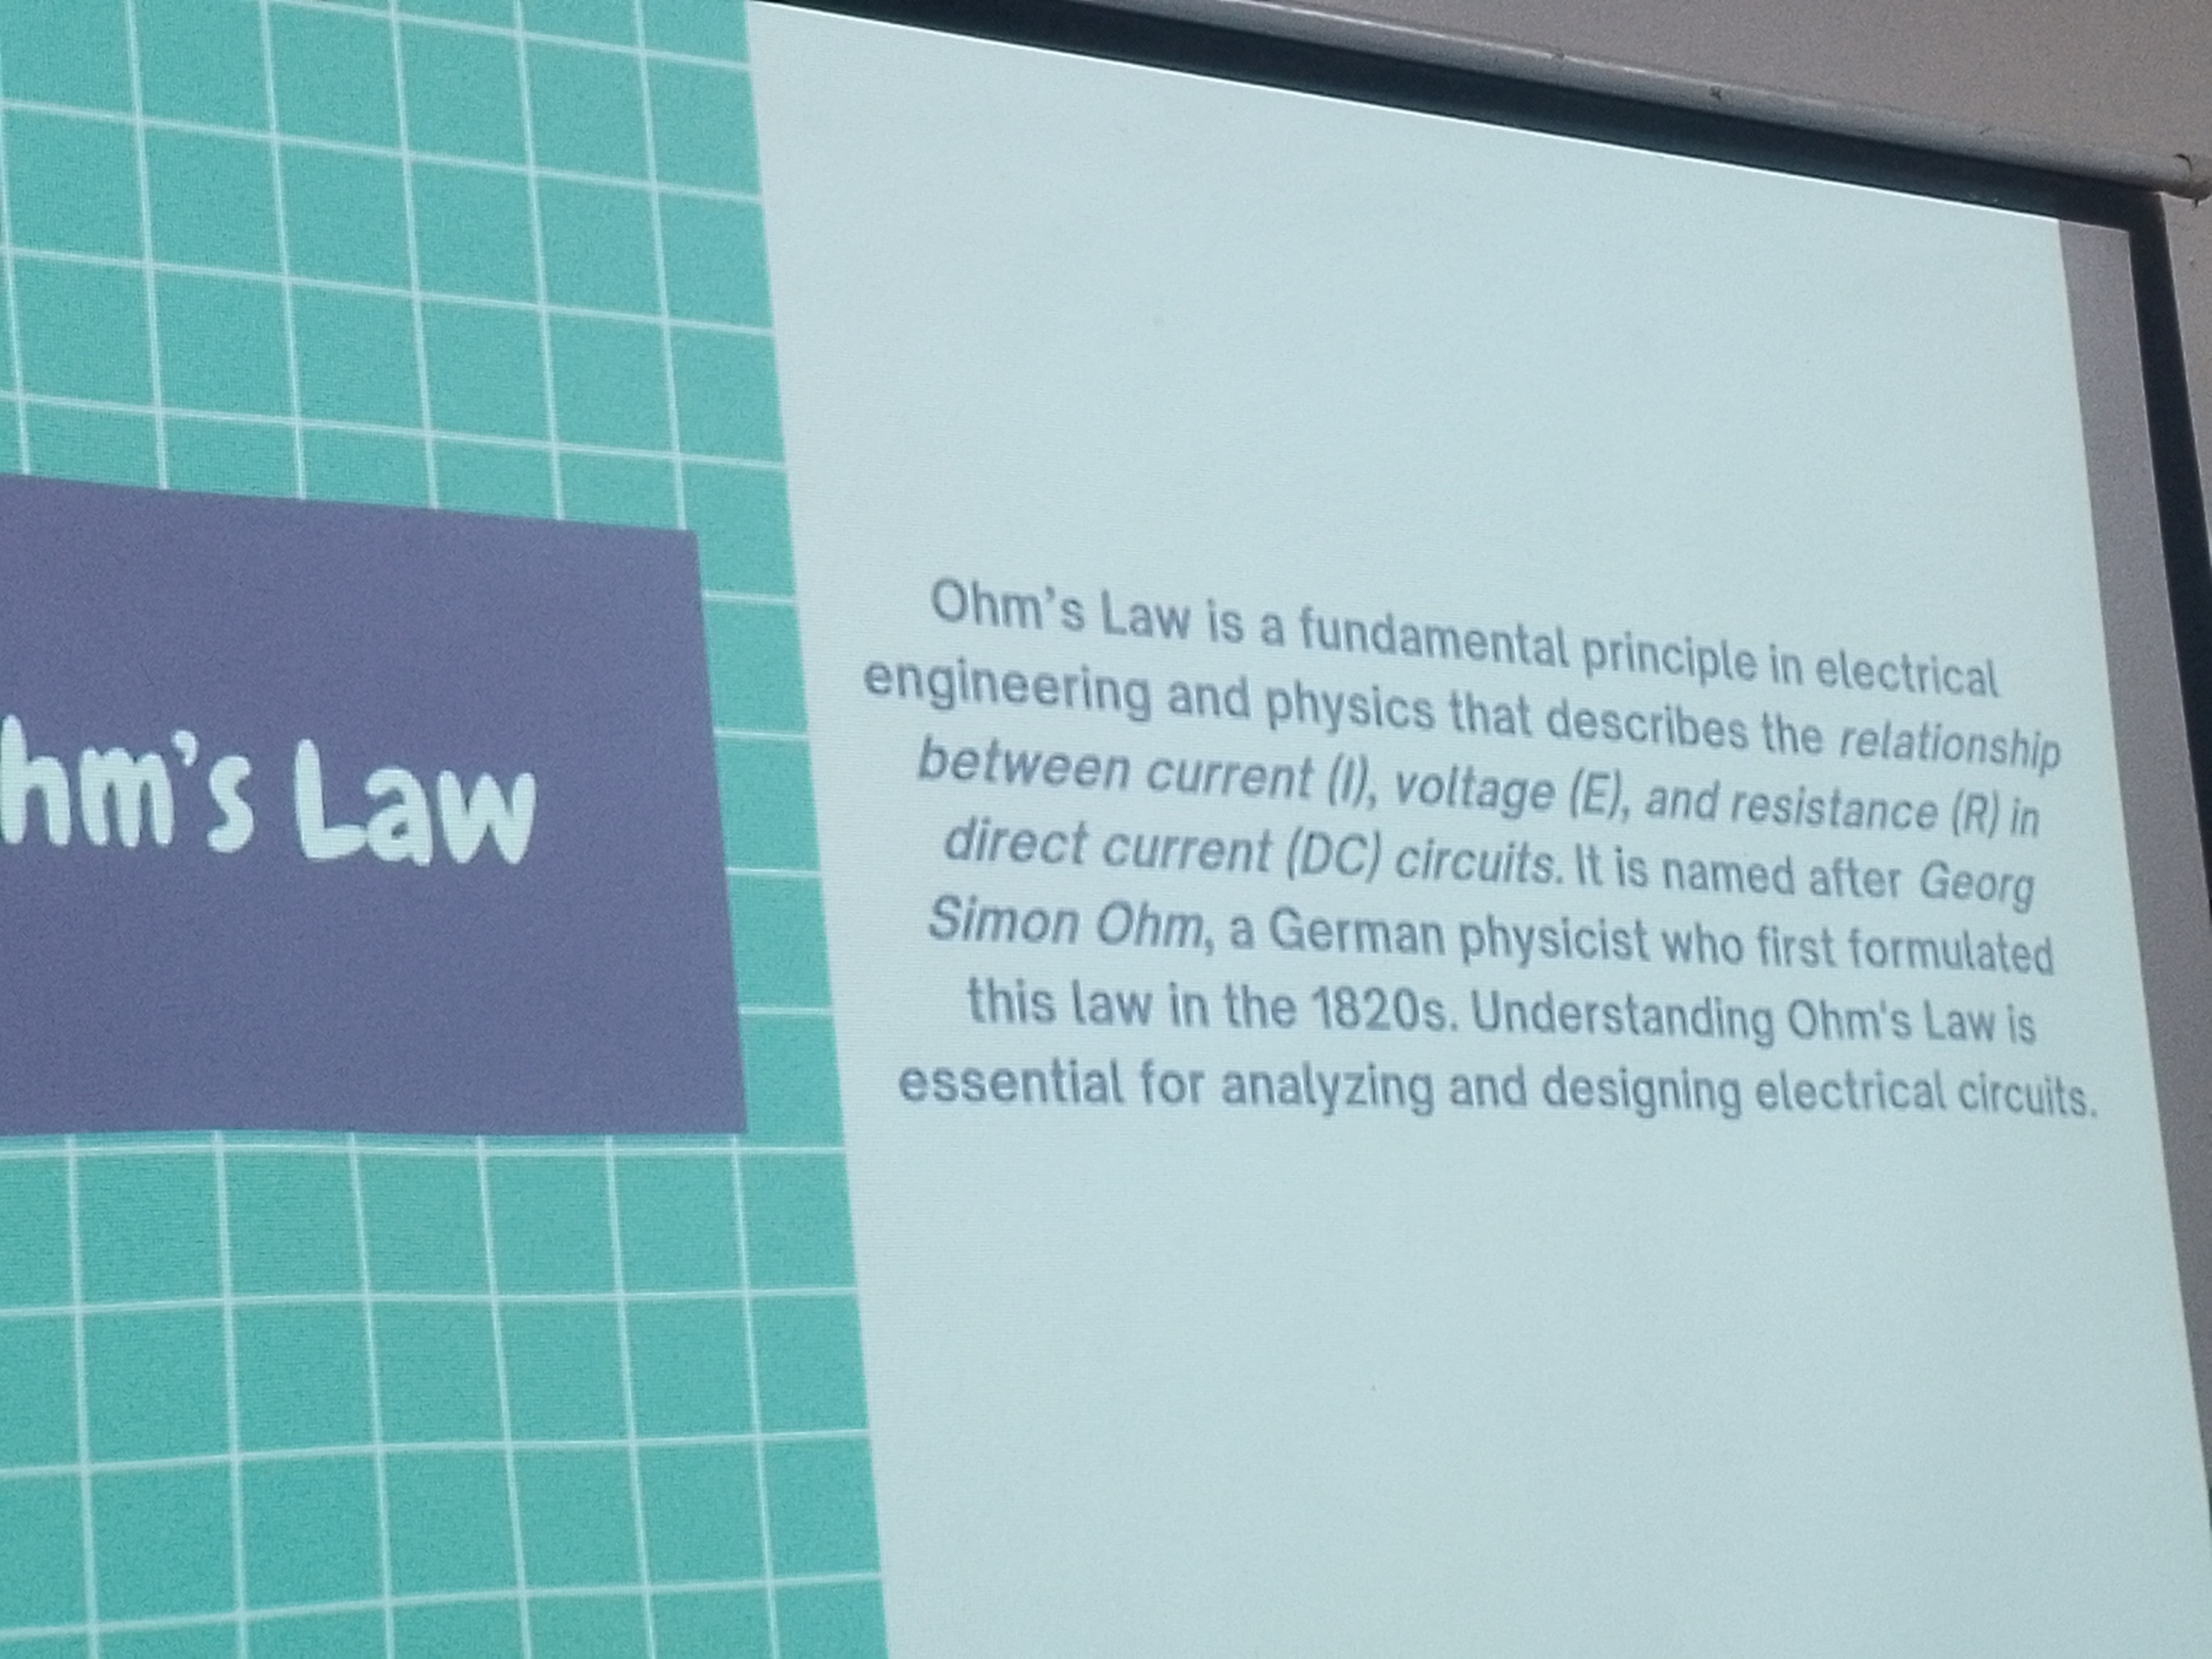 hm's Law
Ohm's Law is a fundamental principle in electrical
engineering and physics that describes the relationship
between current (I), voltage (E), and resistance (R) in
direct current (DC) circuits. It is named after Georg
Simon Ohm, a German physicist who first formulated
this law in the 1820s. Understanding Ohm's Law is
essential for analyzing and designing electrical circuits.